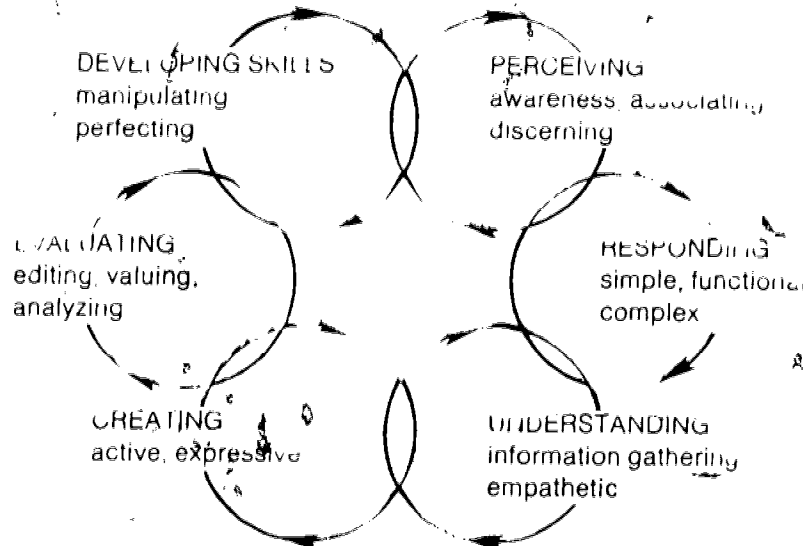 DEVELOPING SKILLS
manipulating
perfecting
PERCEIVING
awareness, associating,
discerning
RESPONDING
simple, functional
complex
UNDERSTANDING
information gathering
empathetic
CREATING
active, expressive
EVALUATING
editing, valuing,
analyzing